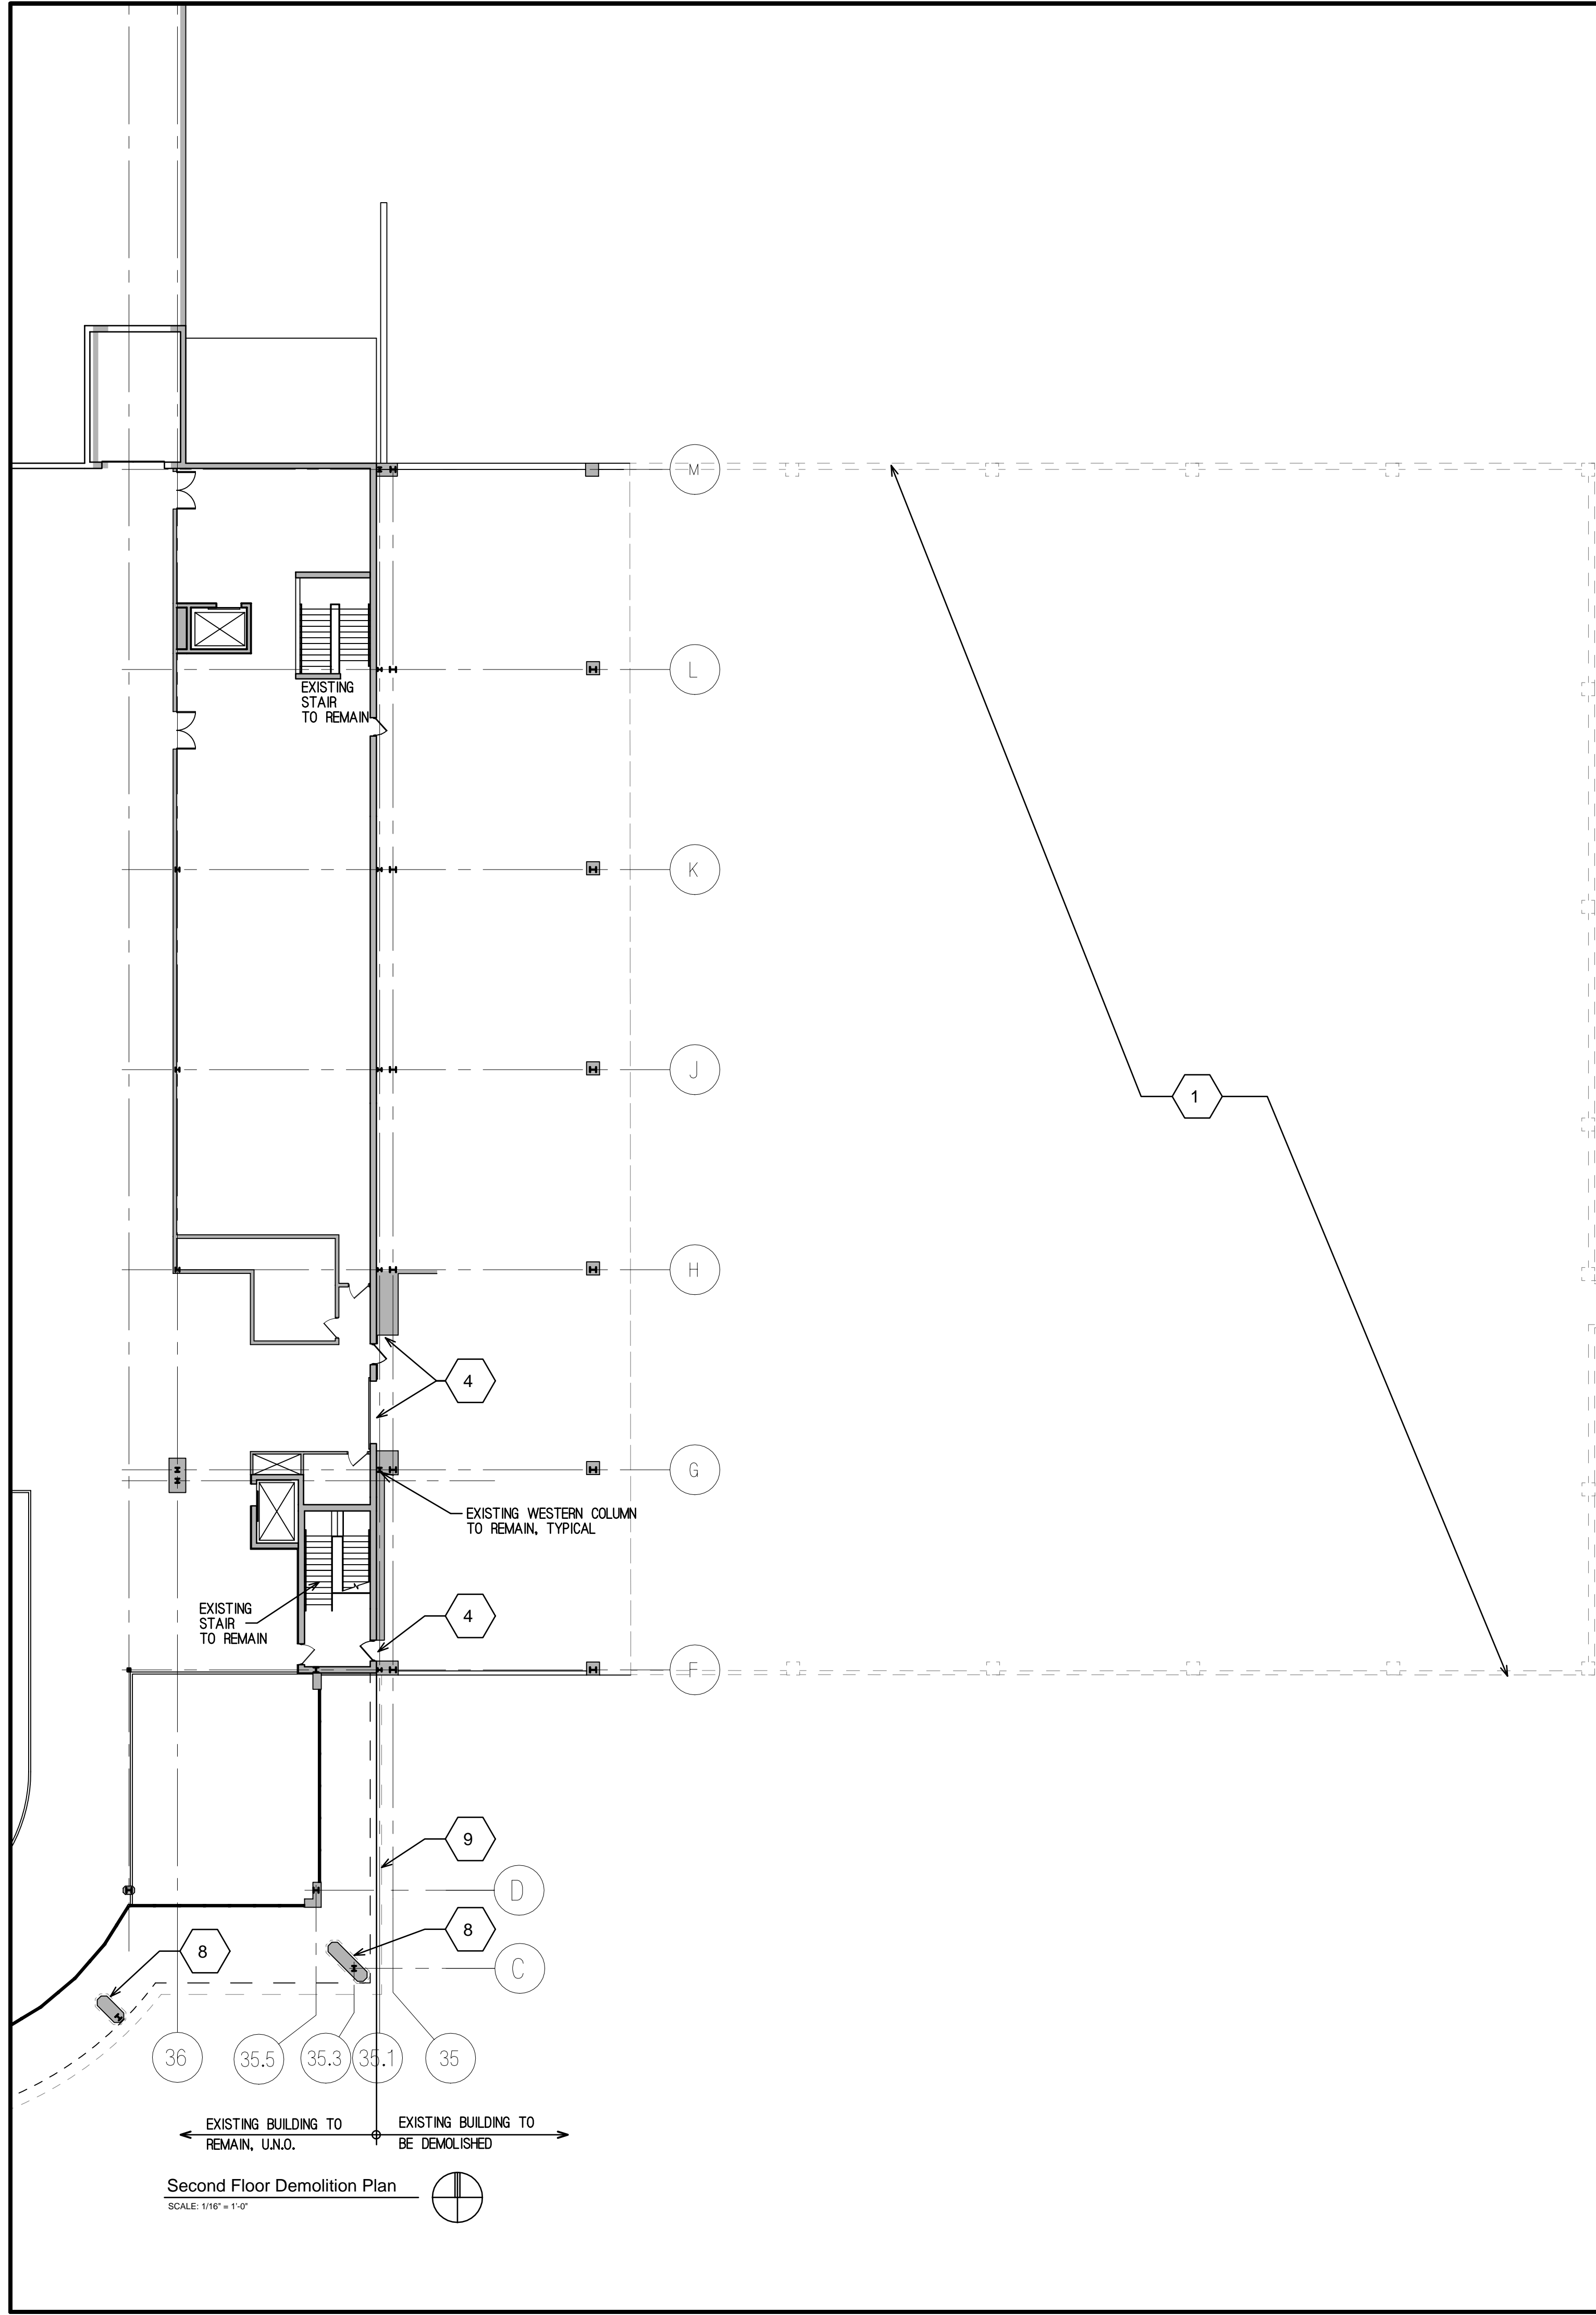 M
EXISTING
STAIR
TO REMAIN
L
K
J
1
H
4
G
EXISTING WESTERN COLUMN
TO REMAIN, TYPICAL
EXISTING
STAIR
TO REMAIN
4
F
9
D
8
8
C
36
35.5
35.3
35.1
35
EXISTING BUILDING TO
REMAIN, U.N.O.
EXISTING BUILDING TO
BE DEMOLISHED
Second Floor Demolition Plan
SCALE: 1/16" = 1'-0"